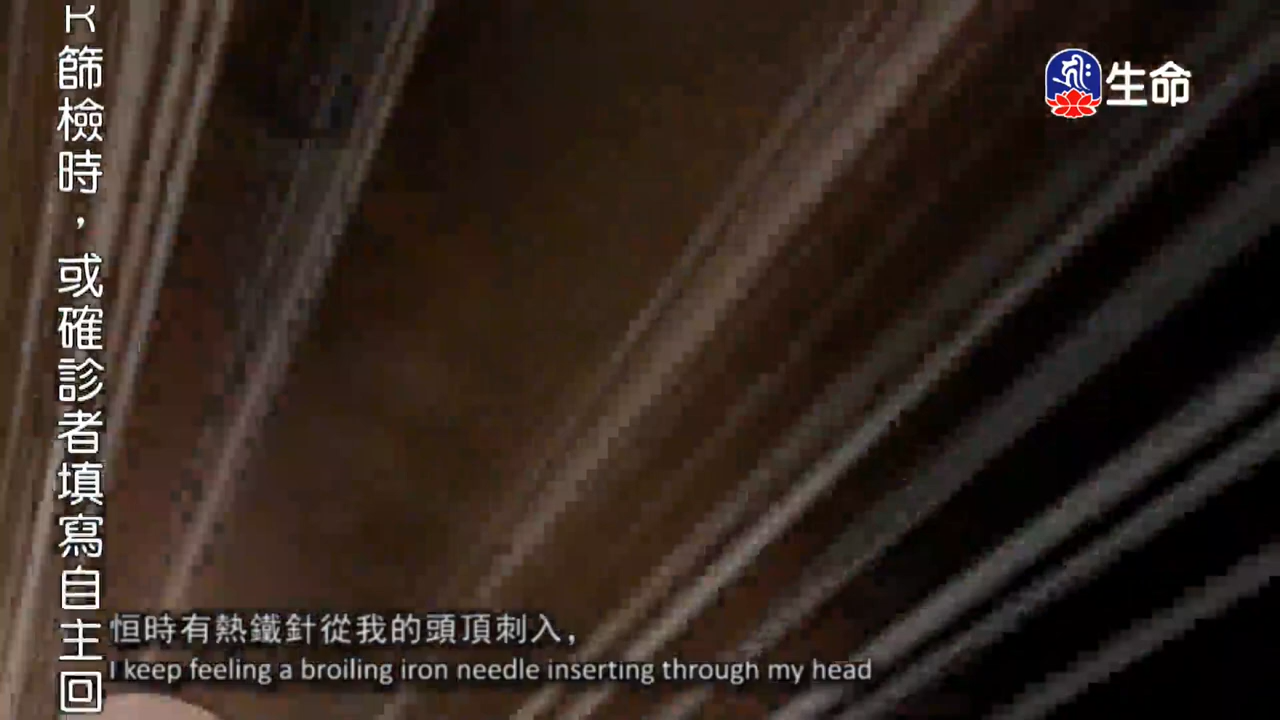 篩檢時，或確診者填寫自主回
生命
恒時有熱鐵針從我的頭頂刺入，
I keep feeling a broiling iron needle inserting through my head